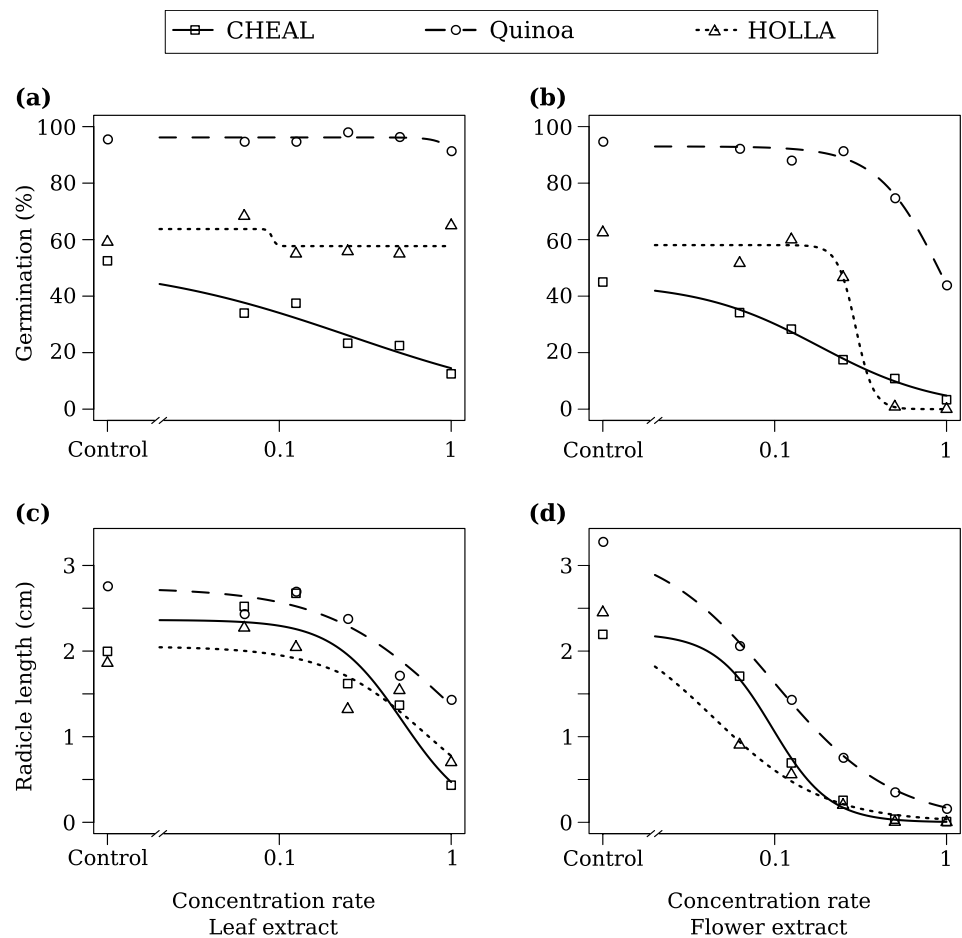 CHEAL Quinoa HOLLA
(a) (b)
Germination (%)
100
80
60
40
20
0
Control 0.1 1
100
80
60
40
20
0
Control 0.1 1
(c) (d)
Radicle length (cm)
3
2
1
0
Control 0.1 1
3
2
1
0
Control 0.1 1
Concentration rate
Leaf extract
Concentration rate
Flower extract